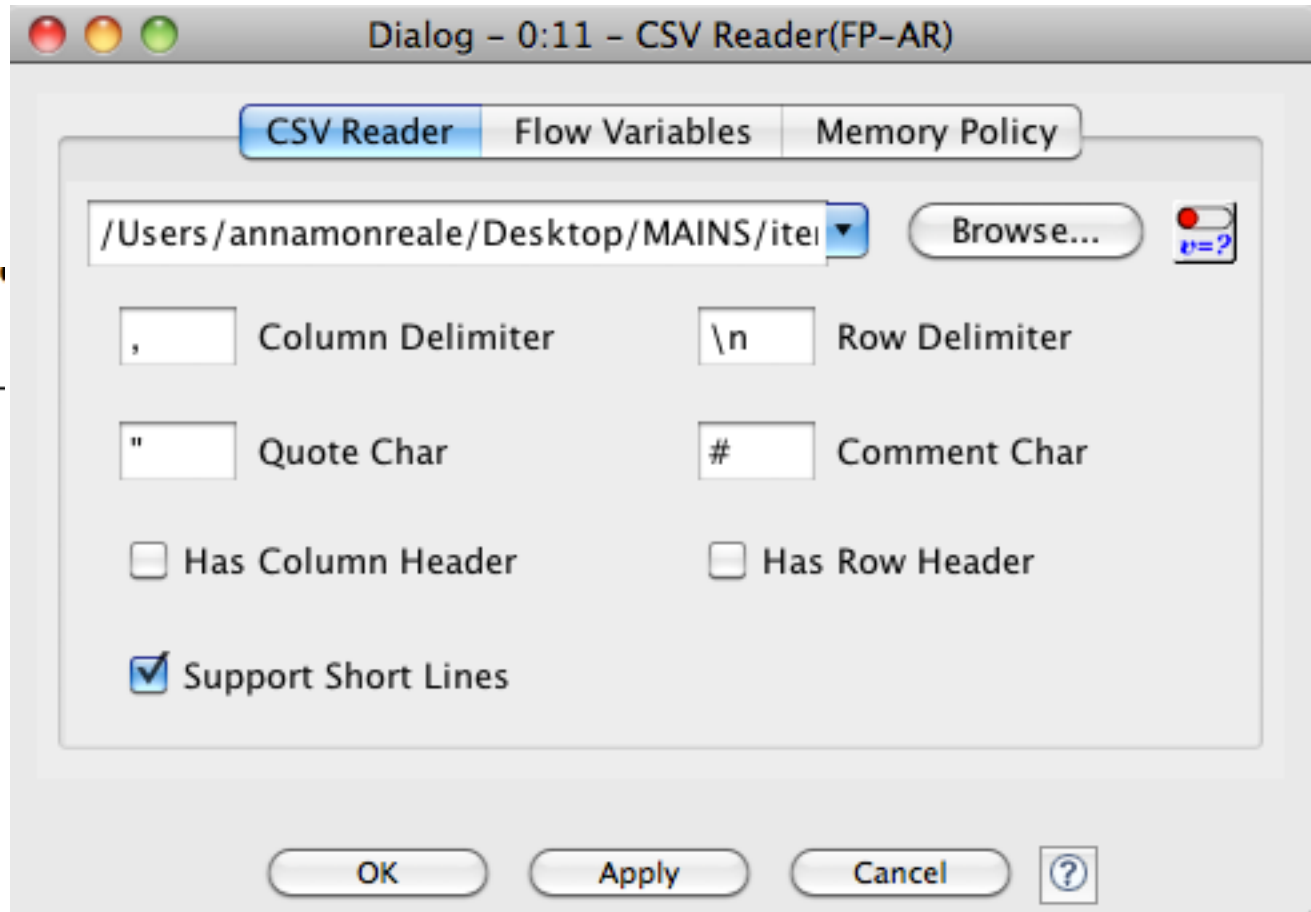 Dialog – 0:11 – CSV Reader(FP–AR)
CSV Reader Flow Variables Memory Policy
/Users/annamonreale/Desktop/MAINS/iter Browse... v=?
, Column Delimiter \n Row Delimiter
" Quote Char # Comment Char
Has Column Header Has Row Header
Support Short Lines
OK Apply Cancel ?